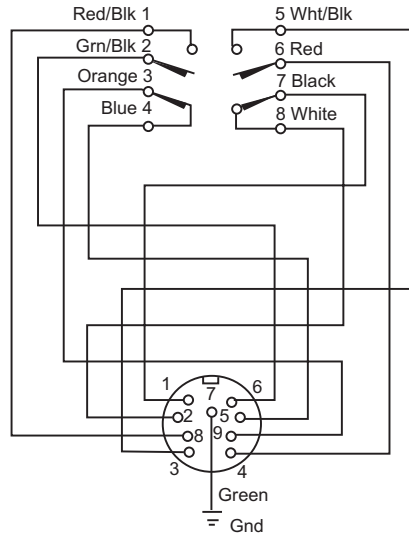 Red/Blk 1
5 Wht/Blk
Grn/Blk 2
6 Red
Orange 3
7 Black
Blue 4
8 White
1
7
6
2
5
8
9
3
4
Green
Gnd